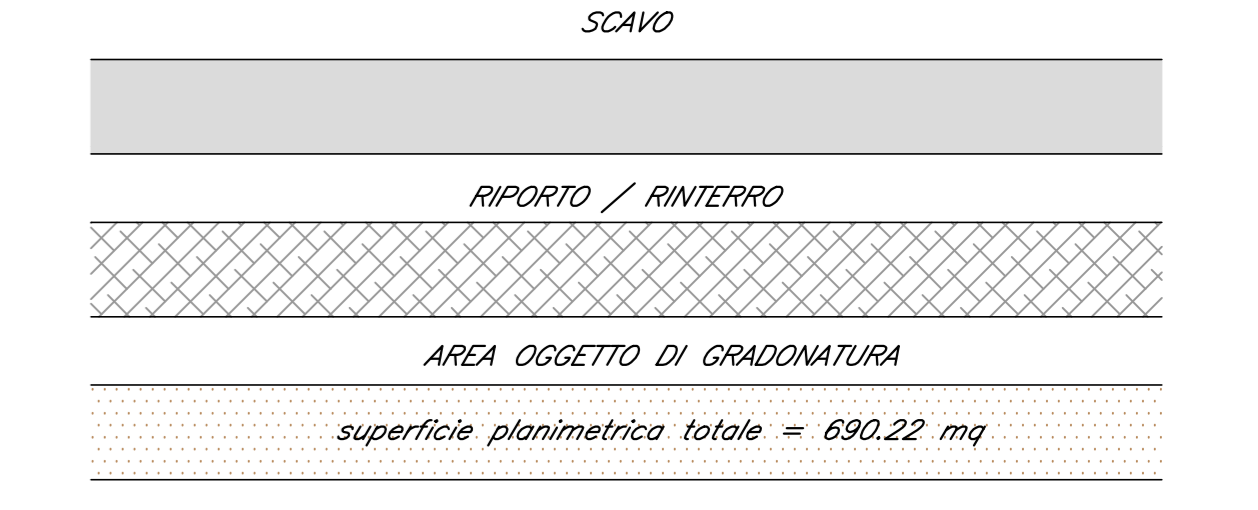 SCAVO
RIPORTO / RINTERRO
AREA OGGETTO DI GRADONATURA
superficie planimetrica totale = 690.22 mq